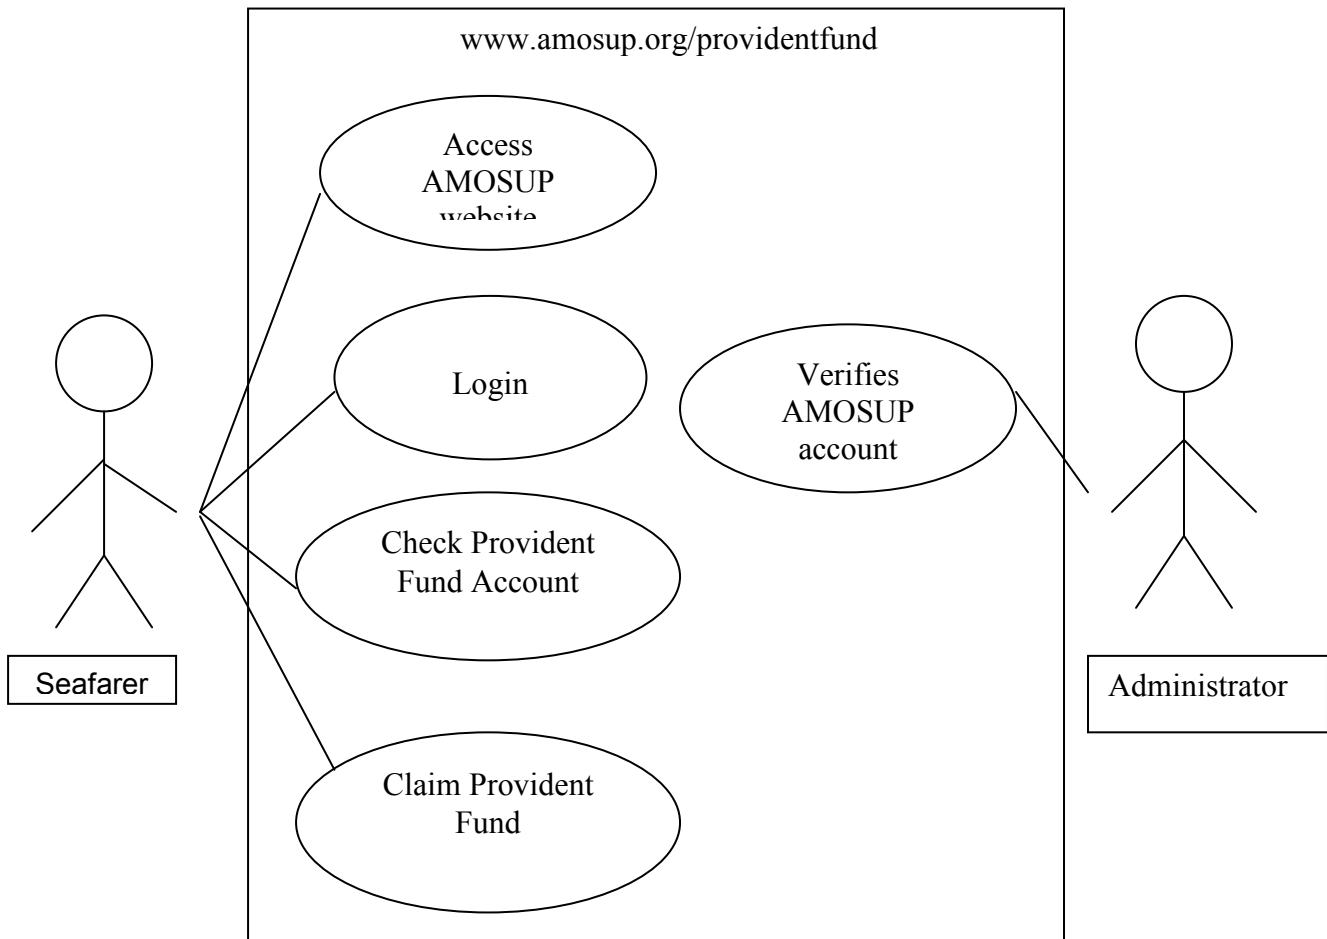 www.amosup.org/providentfund
Access
AMOSUP
website
Login
Verifies
AMOSUP
account
Check Provident
Fund Account
Seafarer
Administrator
Claim Provident
Fund